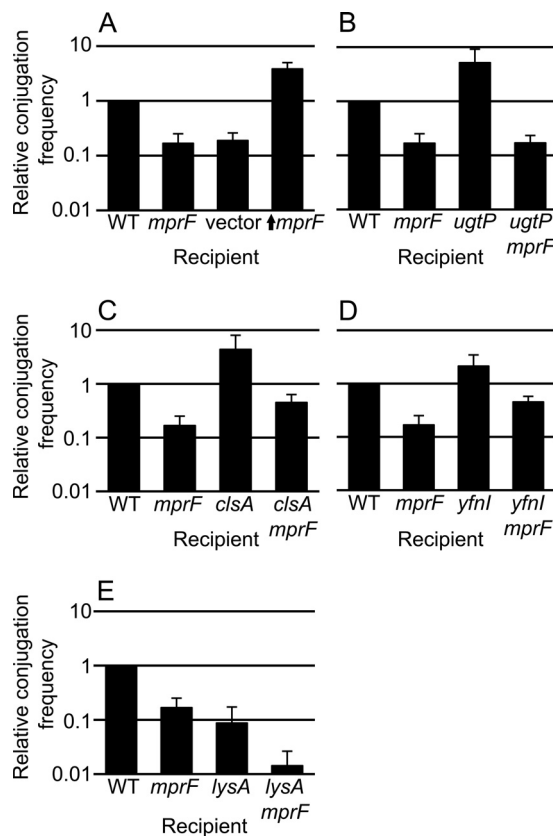 A
Relative conjugation
frequency
10
1
0.1
0.01
WT mprF vector ⬆mprF
Recipient
B
WT mprF ugtP ugtP
mprF
Recipient
C
Relative conjugation
frequency
10
1
0.1
0.01
WT mprF clsA clsA
mprF
Recipient
D
WT mprF yfnI yfnI
mprF
Recipient
E
Relative conjugation
frequency
10
1
0.1
0.01
WT mprF lysA lysA
mprF
Recipient